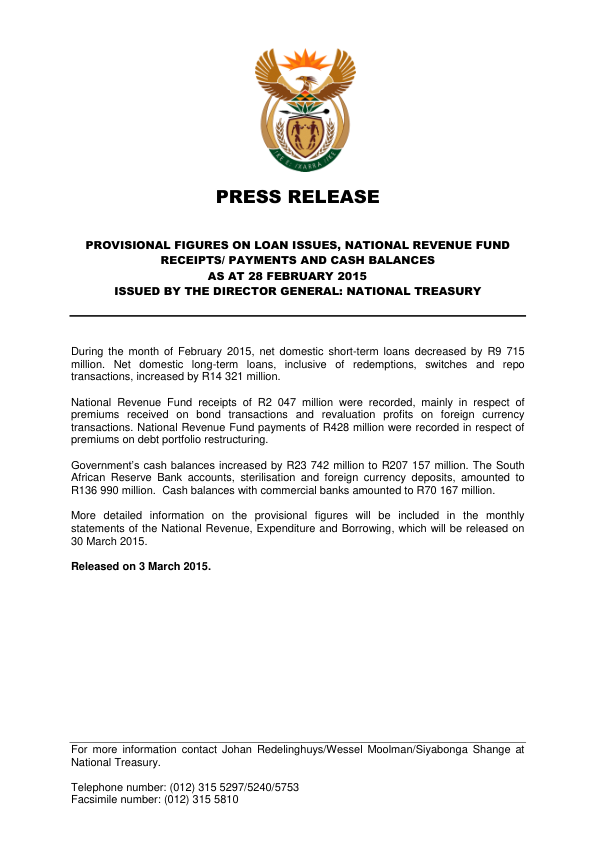 !KE E: /XARRA //KE
PRESS RELEASE
PROVISIONAL FIGURES ON LOAN ISSUES, NATIONAL REVENUE FUND
RECEIPTS/ PAYMENTS AND CASH BALANCES
AS AT 28 FEBRUARY 2015
ISSUED BY THE DIRECTOR GENERAL: NATIONAL TREASURY
During the month of February 2015, net domestic short-term loans decreased by R9 715
million. Net domestic long-term loans, inclusive of redemptions, switches and repo
transactions, increased by R14 321 million.
National Revenue Fund receipts of R2 047 million were recorded, mainly in respect of
premiums received on bond transactions and revaluation profits on foreign currency
transactions. National Revenue Fund payments of R428 million were recorded in respect of
premiums on debt portfolio restructuring.
Government's cash balances increased by R23 742 million to R207 157 million. The South
African Reserve Bank accounts, sterilisation and foreign currency deposits, amounted to
R136 990 million. Cash balances with commercial banks amounted to R70 167 million.
More detailed information on the provisional figures will be included in the monthly
statements of the National Revenue, Expenditure and Borrowing, which will be released on
30 March 2015.
Released on 3 March 2015.
For more information contact Johan Redelinghuys/Wessel Moolman/Siyabonga Shange at
National Treasury.
Telephone number: (012) 315 5297/5240/5753
Facsimile number: (012) 315 5810